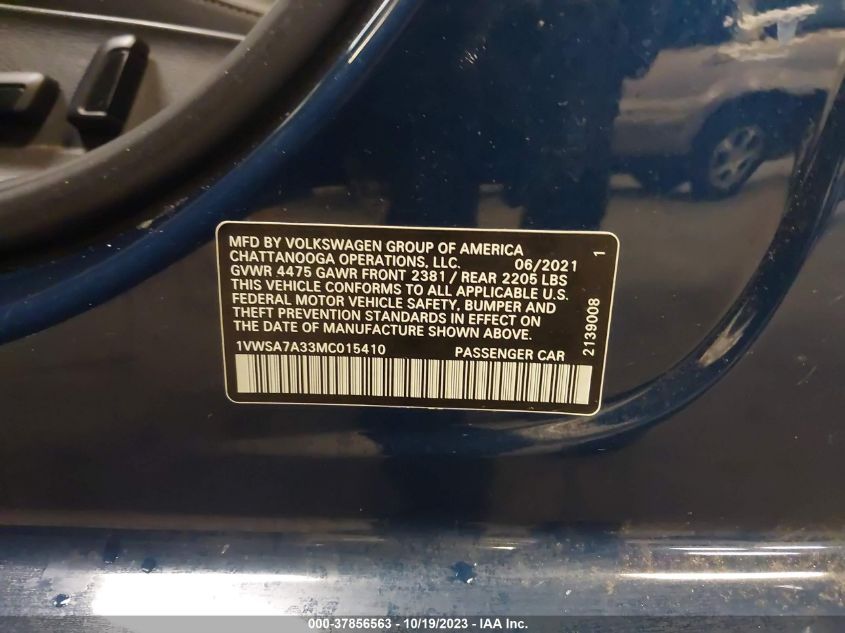 MFD BY VOLKSWAGEN GROUP OF AMERICA
CHATTANOOGA OPERATIONS, LLC. 06/2021 1
GVWR 4475 GAWR FRONT 2381 / REAR 2205 LBS
THIS VEHICLE CONFORMS TO ALL APPLICABLE U.S.
FEDERAL MOTOR VEHICLE SAFETY, BUMPER AND
THEFT PREVENTION STANDARDS IN EFFECT ON
THE DATE OF MANUFACTURE SHOWN ABOVE.
2139008
1VWSA7A33MC015410 PASSENGER CAR
000-37856563 - 10/19/2023 - IAA Inc.